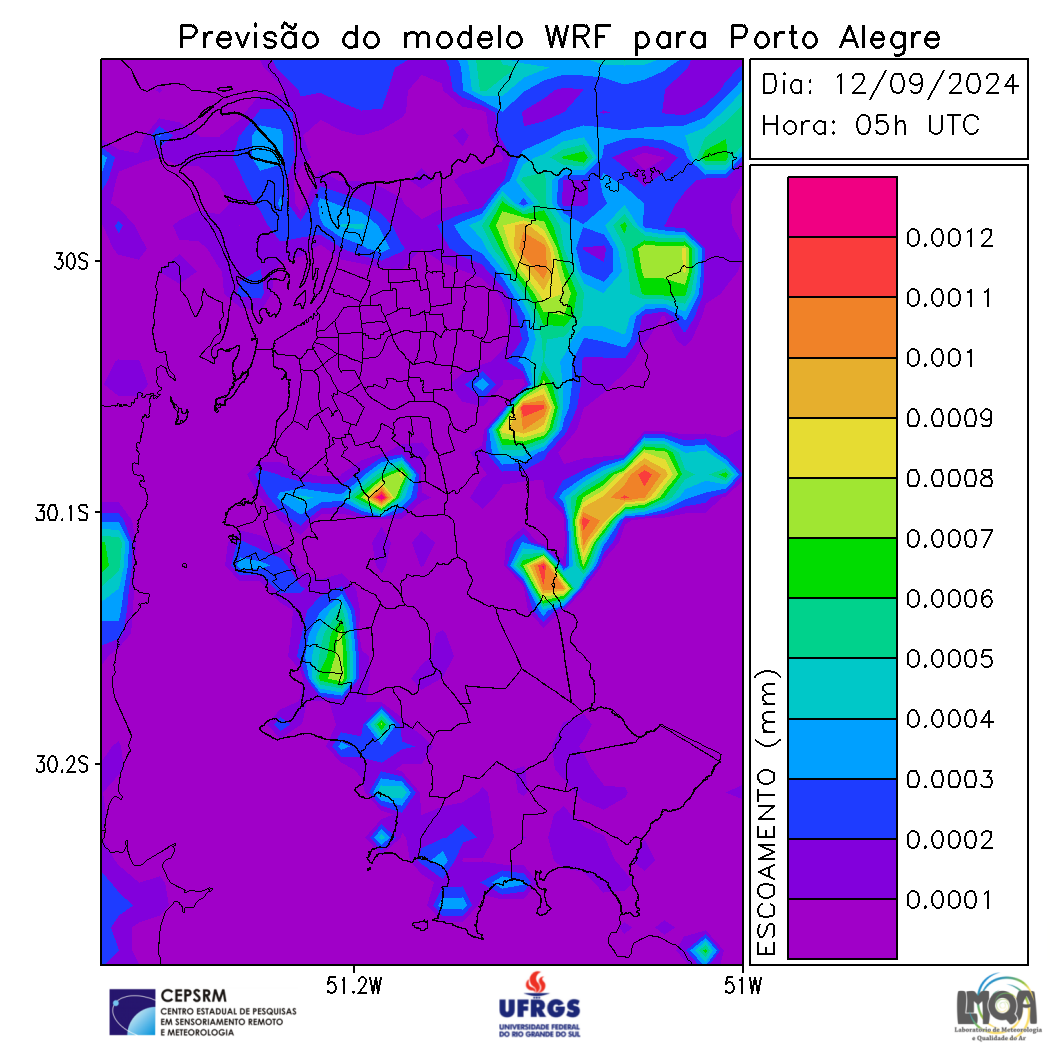 Previsão do modelo WRF para Porto Alegre
Dia: 12/09/2024
Hora: 05h UTC
30S
30.1S
30.2S
51.2W
51W
ESCOAMENTO (mm)
0.0012
0.0011
0.001
0.0009
0.0008
0.0007
0.0006
0.0005
0.0004
0.0003
0.0002
0.0001
CEPSRM
CENTRO ESTADUAL DE PESQUISAS
EM SENSORIAMENTO REMOTO
E METEOROLOGIA
UFRGS
UNIVERSIDADE FEDERAL
DO RIO GRANDE DO SUL
LMQA
Laboratório de Meteorologia
e Qualidade do Ar